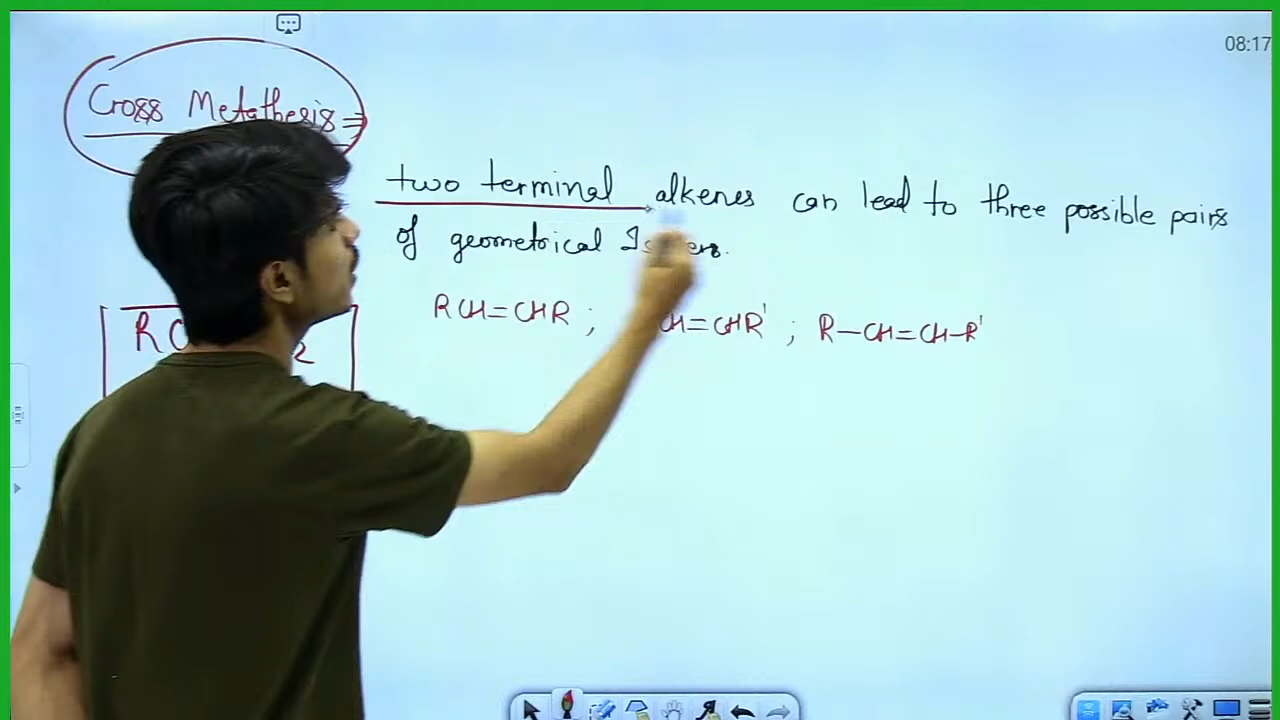 08:17
Cross Metathesis
two terminal alkenes can lead to three possible pairs
of geometrical
RCH=CHR ; CH=CHR' ; R-CH=CH-R'
R
2